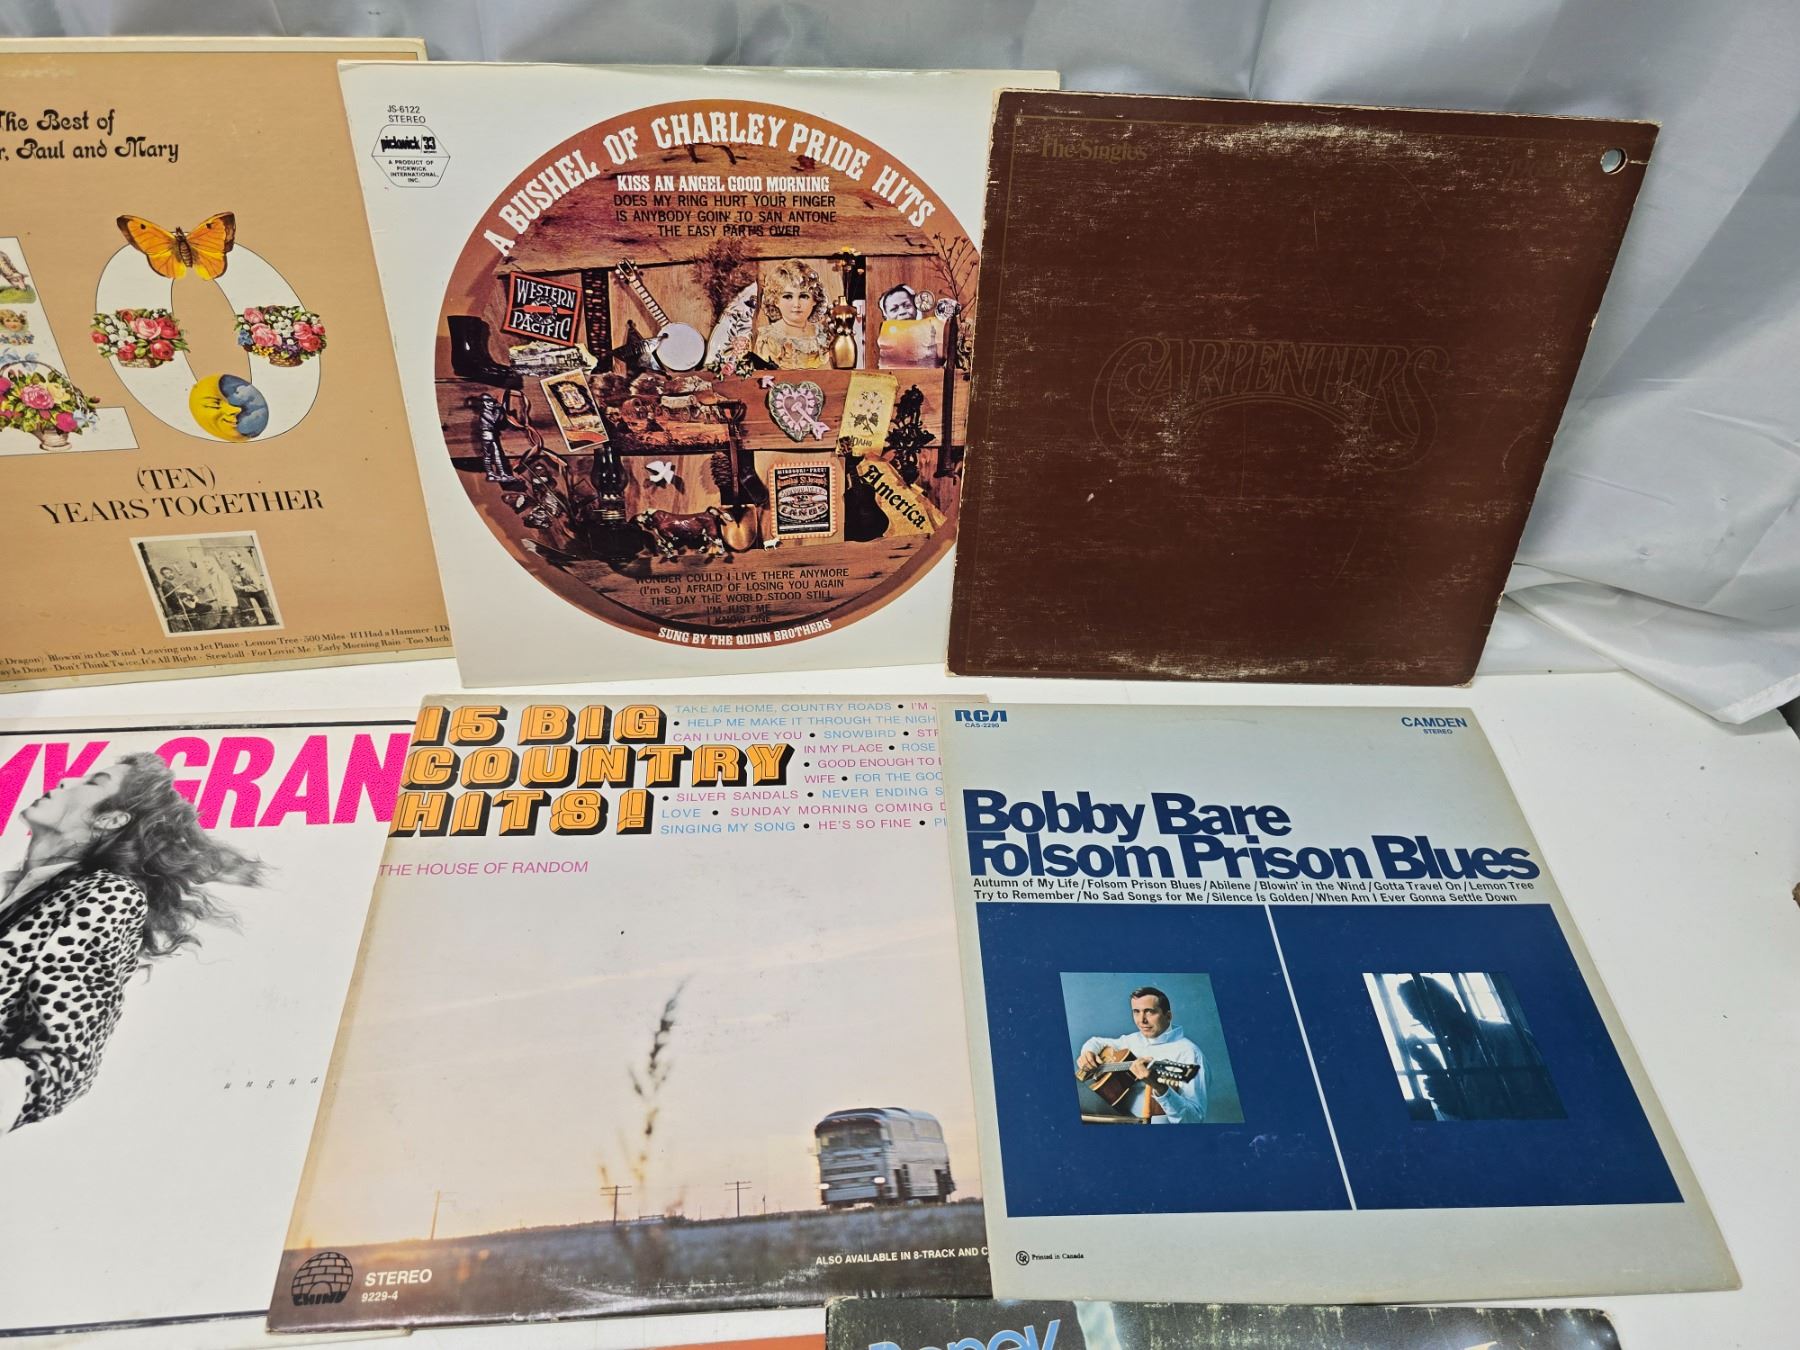 The Best of
Paul and Mary
(TEN)
YEARS TOGETHER
Dragon) · Blowin' in the Wind · Leaving on a Jet Plane · Lemon Tree · 500 Miles · If I Had a Hammer · I
Is Done · Don't Think Twice, It's All Right · Stewball · For Lovin' Me · Early Morning Rain · Too Much
JS-6122
STEREO
pickwick/33
A PRODUCT OF
PICKWICK
INTERNATIONAL,
INC.
A BUSHEL OF CHARLEY PRIDE HITS
KISS AN ANGEL GOOD MORNING
DOES MY RING HURT YOUR FINGER
IS ANYBODY GOIN' TO SAN ANTONE
THE EASY PART'S OVER
WESTERN
PACIFIC
IDAHO
America.
LANDS
WONDER COULD I LIVE THERE ANYMORE
(I'm So) AFRAID OF LOSING YOU AGAIN
THE DAY THE WORLD STOOD STILL
I'M JUST ME
I KNOW ONE
SUNG BY THE QUINN BROTHERS
The Singles
CARPENTERS
MY GRAN
ungua
15 BIG
COUNTRY
HITS!
TAKE ME HOME, COUNTRY ROADS • I'M
• HELP ME MAKE IT THROUGH THE NIGH
CAN I UNLOVE YOU • SNOWBIRD •
IN MY PLACE • ROSE
• GOOD ENOUGH TO
WIFE • FOR THE GOO
• SILVER SANDALS • NEVER ENDING S
LOVE • SUNDAY MORNING COMING D
SINGING MY SONG • HE'S SO FINE •
THE HOUSE OF RANDOM
ALSO AVAILABLE IN 8-TRACK AND C
STEREO
9229-4
RCA
CAS-2290
CAMDEN
STEREO
Bobby Bare
Folsom Prison Blues
Autumn of My Life / Folsom Prison Blues / Abilene / Blowin' in the Wind / Gotta Travel On / Lemon Tree
Try to Remember / No Sad Songs for Me / Silence Is Golden / When Am I Ever Gonna Settle Down
Printed in Canada